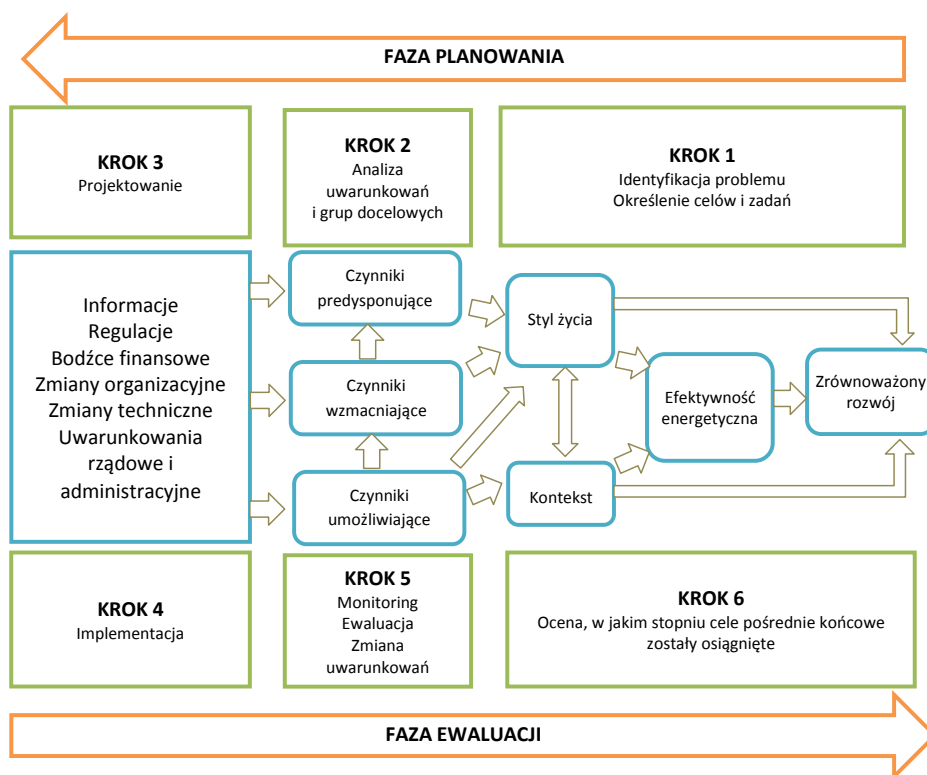 FAZA PLANOWANIA
KROK 3
Projektowanie
KROK 2
Analiza
uwarunkowań
i grup docelowych
KROK 1
Identyfikacja problemu
Określenie celów i zadań
Informacje
Regulacje
Bodźce finansowe
Zmiany organizacyjne
Zmiany techniczne
Uwarunkowania
rządowe i
administracyjne
Czynniki
predysponujące
Czynniki
wzmacniające
Czynniki
umożliwiające
Styl życia
Kontekst
Efektywność
energetyczna
Zrównoważony
rozwój
KROK 4
Implementacja
KROK 5
Monitoring
Ewaluacja
Zmiana
uwarunkowań
KROK 6
Ocena, w jakim stopniu cele pośrednie końcowe
zostały osiągnięte
FAZA EWALUACJI